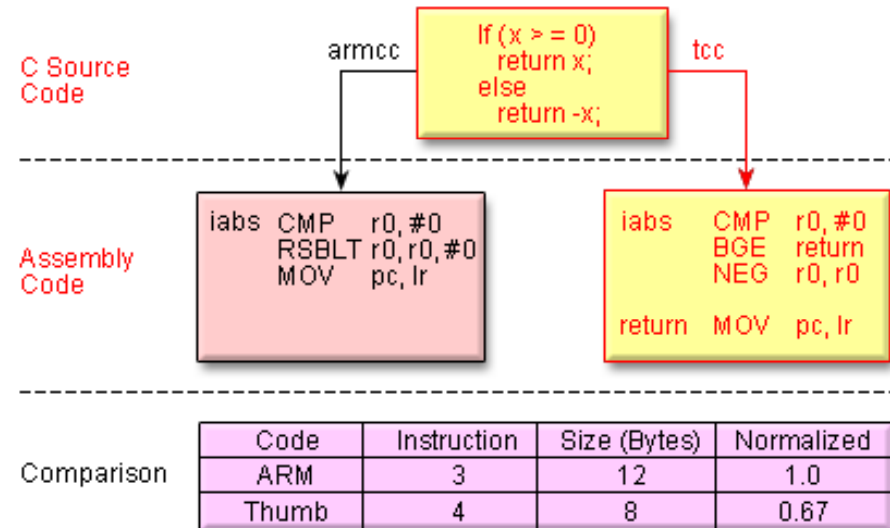 C Source
Code
armcc
If (x > = 0)
return x;
else
return -x;
tcc
Assembly
Code
iabs CMP r0, #0
RSBLT r0, r0, #0
MOV pc, lr
iabs CMP r0, #0
BGE return
NEG r0, r0
return MOV pc, lr
Comparison
Code Instruction Size (Bytes) Normalized
ARM 3 12 1.0
Thumb 4 8 0.67